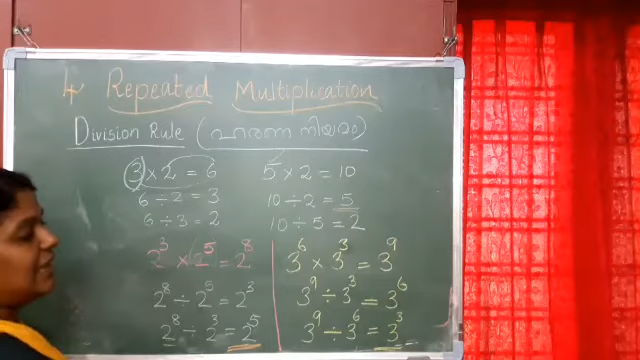 4 Repeated Multiplication
Division Rule (ഹരണ നിയമം)
3 × 2 = 6
6 ÷ 2 = 3
6 ÷ 3 = 2
5 × 2 = 10
10 ÷ 2 = 5
10 ÷ 5 = 2
2³ × 2⁵ = 2⁸
2⁸ ÷ 2⁵ = 2³
2⁸ ÷ 2³ = 2⁵
3⁶ × 3³ = 3⁹
3⁹ ÷ 3³ = 3⁶
3⁹ ÷ 3⁶ = 3³